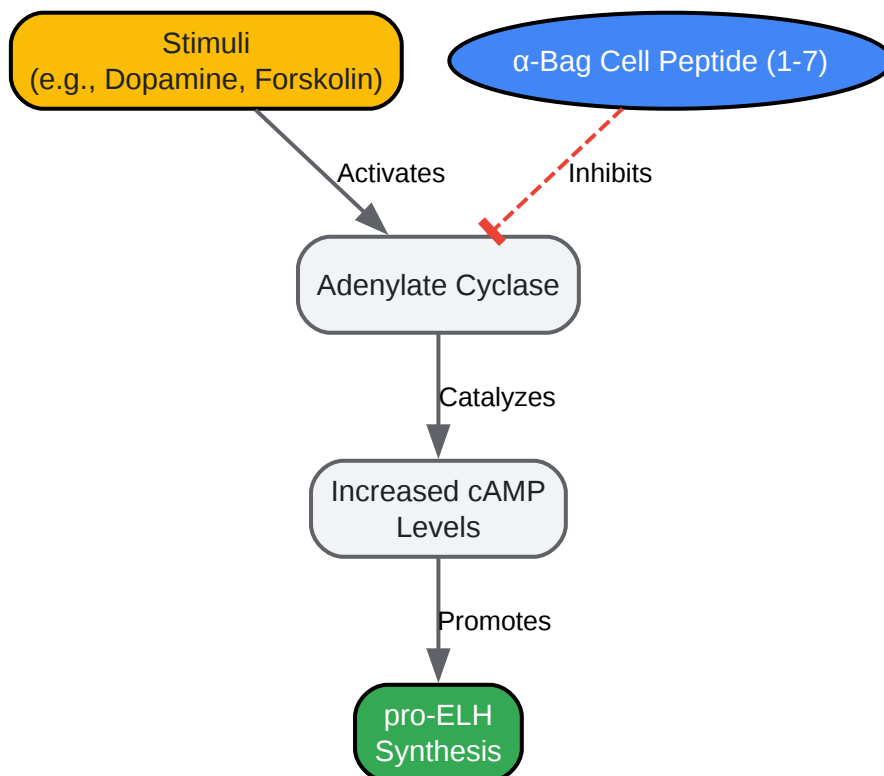 Stimuli
(e.g., Dopamine, Forskolin)
α-Bag Cell Peptide (1-7)
Activates
Inhibits
Adenylate Cyclase
Catalyzes
Increased cAMP
Levels
Promotes
pro-ELH
Synthesis